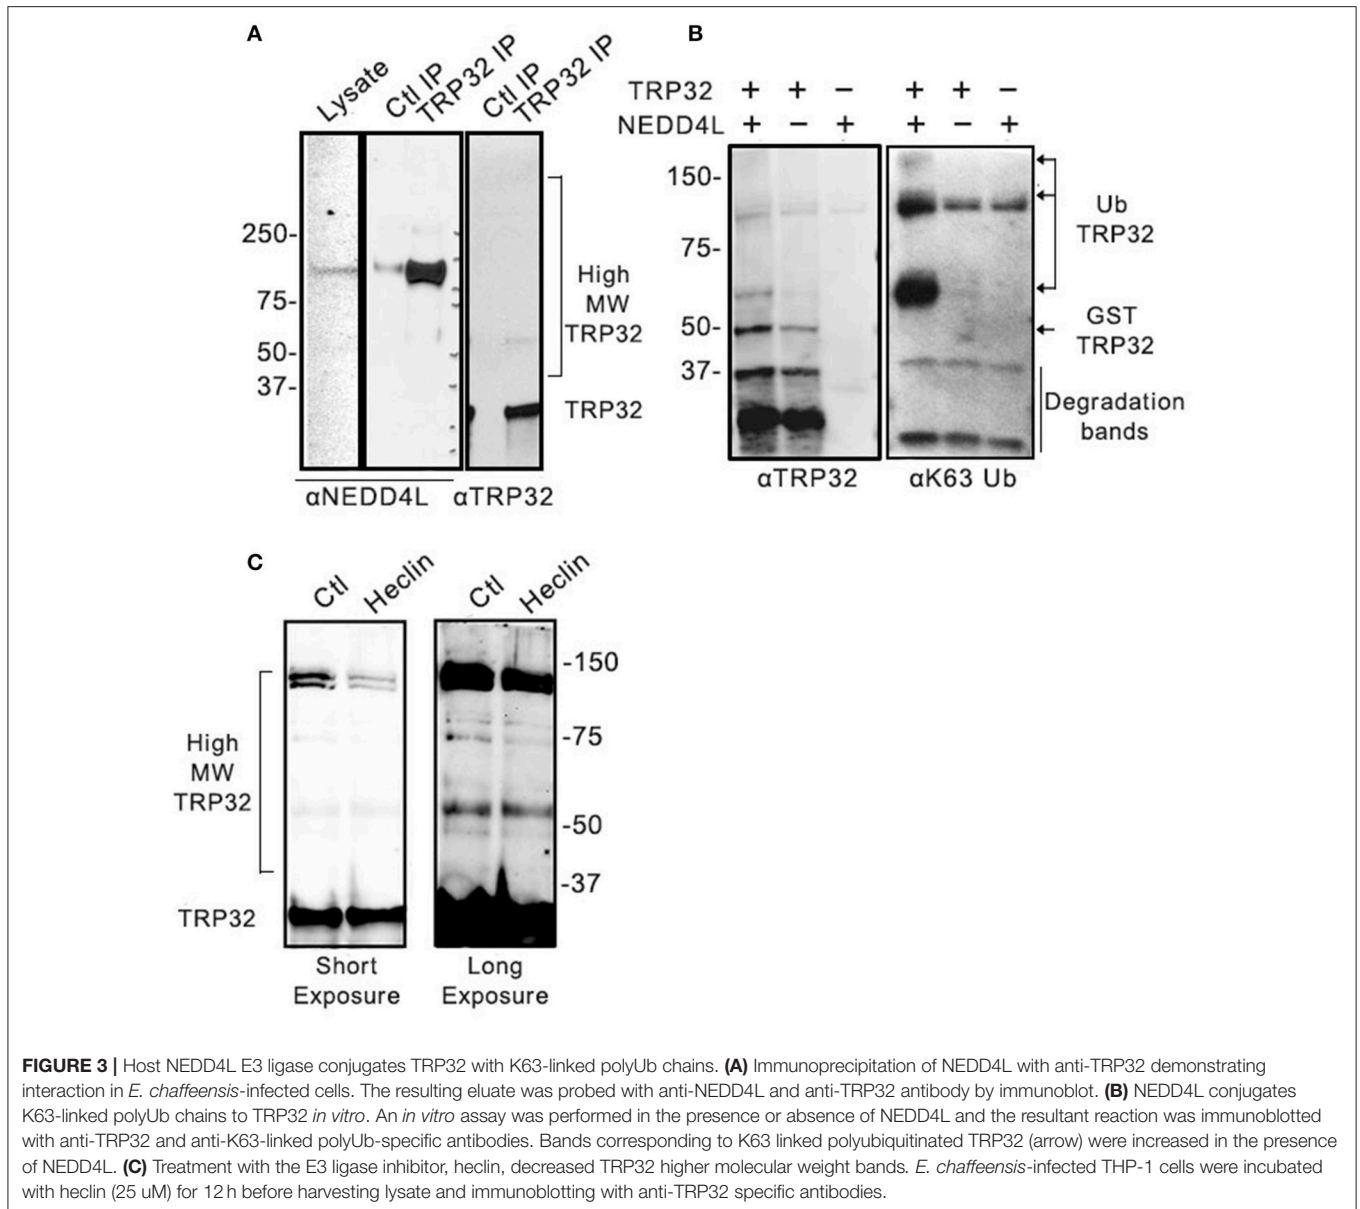 A
Lysate
Ctl IP
TRP32 IP
Ctl IP
TRP32 IP
250-
75-
50-
37-
High
MW
TRP32
TRP32
αNEDD4L
αTRP32
B
TRP32 + + − + + −
NEDD4L + − + + − +
150-
75-
50-
37-
Ub
TRP32
GST
TRP32
Degradation
bands
αTRP32
αK63 Ub
C
Ctl
Heclin
Ctl
Heclin
High
MW
TRP32
TRP32
-150
-75
-50
-37
Short
Exposure
Long
Exposure
FIGURE 3 | Host NEDD4L E3 ligase conjugates TRP32 with K63-linked polyUb chains. (A) Immunoprecipitation of NEDD4L with anti-TRP32 demonstrating
interaction in E. chaffeensis-infected cells. The resulting eluate was probed with anti-NEDD4L and anti-TRP32 antibody by immunoblot. (B) NEDD4L conjugates
K63-linked polyUb chains to TRP32 in vitro. An in vitro assay was performed in the presence or absence of NEDD4L and the resultant reaction was immunoblotted
with anti-TRP32 and anti-K63-linked polyUb-specific antibodies. Bands corresponding to K63 linked polyubiquitinated TRP32 (arrow) were increased in the presence
of NEDD4L. (C) Treatment with the E3 ligase inhibitor, heclin, decreased TRP32 higher molecular weight bands. E. chaffeensis-infected THP-1 cells were incubated
with heclin (25 uM) for 12 h before harvesting lysate and immunoblotting with anti-TRP32 specific antibodies.